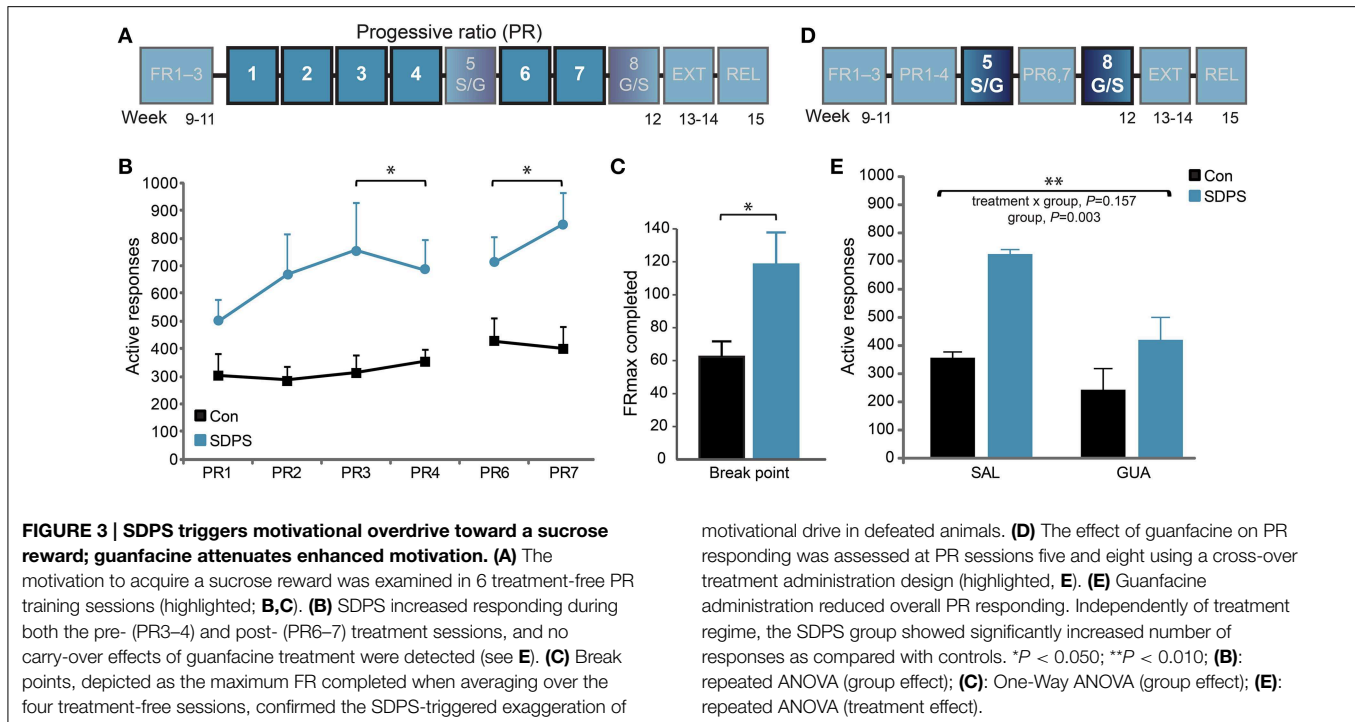 A
Progessive ratio (PR)
FR1–3
1
2
3
4
5
S/G
6
7
8
G/S
EXT
REL
Week
9-11
12
13-14
15
D
FR1–3
PR1-4
5
S/G
PR6,7
8
G/S
EXT
REL
Week
9-11
12
13-14
15
B
Active responses
1000
900
800
700
600
500
400
300
200
100
0
*
*
Con
SDPS
PR1
PR2
PR3
PR4
PR6
PR7
C
FRmax completed
140
120
100
80
60
40
20
0
*
Break point
E
Active responses
1000
900
800
700
600
500
400
300
200
100
0
**
treatment x group, P=0.157
group, P=0.003
Con
SDPS
SAL
GUA
FIGURE 3 | SDPS triggers motivational overdrive toward a sucrose
reward; guanfacine attenuates enhanced motivation. (A) The
motivation to acquire a sucrose reward was examined in 6 treatment-free PR
training sessions (highlighted; B,C). (B) SDPS increased responding during
both the pre- (PR3–4) and post- (PR6–7) treatment sessions, and no
carry-over effects of guanfacine treatment were detected (see E). (C) Break
points, depicted as the maximum FR completed when averaging over the
four treatment-free sessions, confirmed the SDPS-triggered exaggeration of
motivational drive in defeated animals. (D) The effect of guanfacine on PR
responding was assessed at PR sessions five and eight using a cross-over
treatment administration design (highlighted, E). (E) Guanfacine
administration reduced overall PR responding. Independently of treatment
regime, the SDPS group showed significantly increased number of
responses as compared with controls. *P < 0.050; **P < 0.010; (B):
repeated ANOVA (group effect); (C): One-Way ANOVA (group effect); (E):
repeated ANOVA (treatment effect).